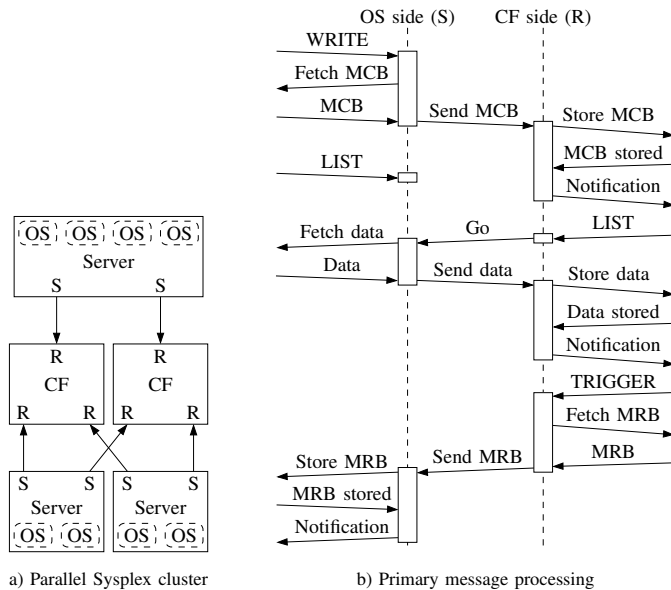 OS side (S) CF side (R)
WRITE
Fetch MCB
MCB Send MCB Store MCB
MCB stored
LIST Notification
Fetch data Go LIST
Data Send data Store data
Data stored
Notification
TRIGGER
Fetch MRB
Store MRB Send MRB MRB
MRB stored
Notification
OS OS OS OS
Server
S S
R R
CF CF
R R R R
S S S S
Server Server
OS OS OS OS
a) Parallel Sysplex cluster b) Primary message processing